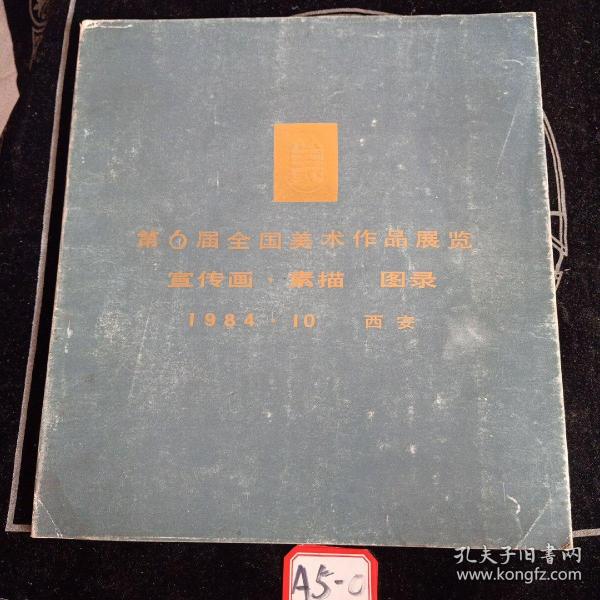 第6届全国美术作品展览
宣传画·素描 图录
1984·10 西安
A5-0
孔夫子旧书网
www.kongfz.com